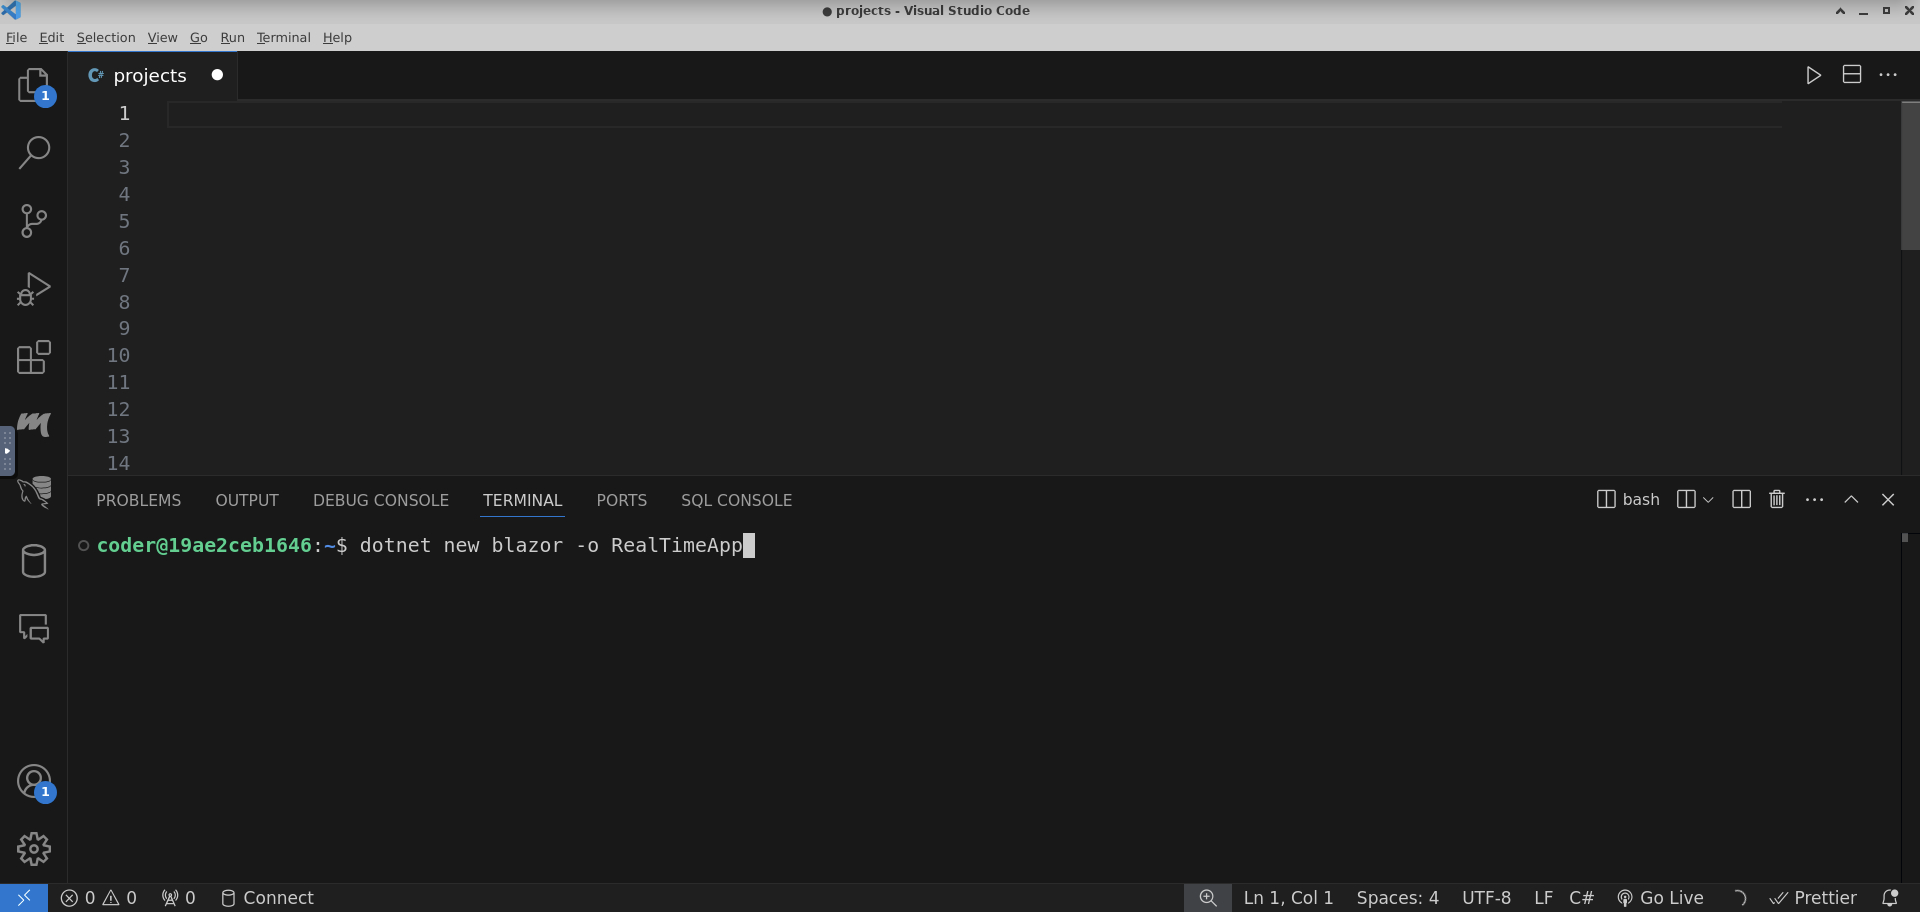 ● projects - Visual Studio Code
File Edit Selection View Go Run Terminal Help
C# projects
1
1
2
3
4
5
6
7
8
9
10
11
12
13
14
PROBLEMS OUTPUT DEBUG CONSOLE TERMINAL PORTS SQL CONSOLE bash
coder@19ae2ceb1646:~$ dotnet new blazor -o RealTimeApp
1
0 0 0 Connect Ln 1, Col 1 Spaces: 4 UTF-8 LF C# Go Live Prettier